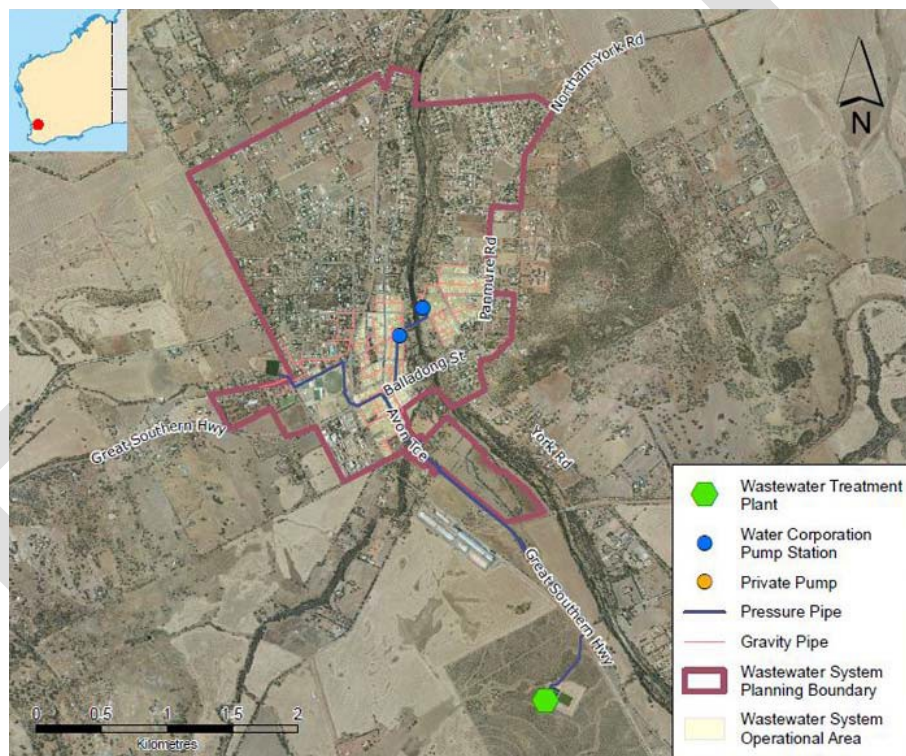 Northam-York Rd
N
Panmure Rd
Balladong St
Avon Tce
Great Southern Hwy
York Rd
Great Southern Hwy
0 0.5 1 1.5 2
Kilometres
Wastewater Treatment
Plant
Water Corporation
Pump Station
Private Pump
Pressure Pipe
Gravity Pipe
Wastewater System
Planning Boundary
Wastewater System
Operational Area